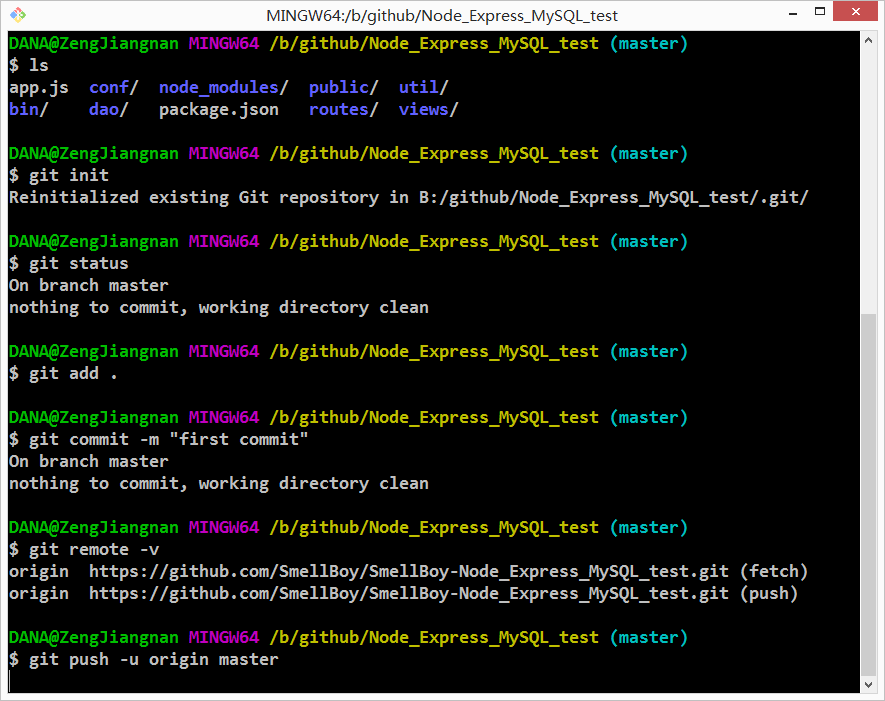 MINGW64:/b/github/Node_Express_MySQL_test
DANA@ZengJiangnan MINGW64 /b/github/Node_Express_MySQL_test (master)
$ ls
app.js  conf/  node_modules/  public/  util/
bin/    dao/   package.json   routes/  views/
DANA@ZengJiangnan MINGW64 /b/github/Node_Express_MySQL_test (master)
$ git init
Reinitialized existing Git repository in B:/github/Node_Express_MySQL_test/.git/
DANA@ZengJiangnan MINGW64 /b/github/Node_Express_MySQL_test (master)
$ git status
On branch master
nothing to commit, working directory clean
DANA@ZengJiangnan MINGW64 /b/github/Node_Express_MySQL_test (master)
$ git add .
DANA@ZengJiangnan MINGW64 /b/github/Node_Express_MySQL_test (master)
$ git commit -m "first commit"
On branch master
nothing to commit, working directory clean
DANA@ZengJiangnan MINGW64 /b/github/Node_Express_MySQL_test (master)
$ git remote -v
origin  https://github.com/SmellBoy/SmellBoy-Node_Express_MySQL_test.git (fetch)
origin  https://github.com/SmellBoy/SmellBoy-Node_Express_MySQL_test.git (push)
DANA@ZengJiangnan MINGW64 /b/github/Node_Express_MySQL_test (master)
$ git push -u origin master